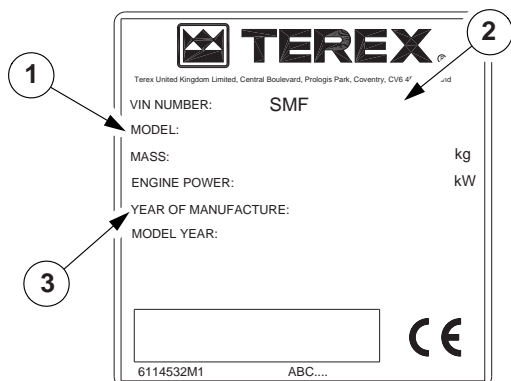 TEREX
Terex United Kingdom Limited, Central Boulevard, Prologis Park, Coventry, CV6
VIN NUMBER: SMF
MODEL:
MASS: kg
ENGINE POWER: kW
YEAR OF MANUFACTURE:
MODEL YEAR:
CE
6114532M1 ABC....
1
2
3